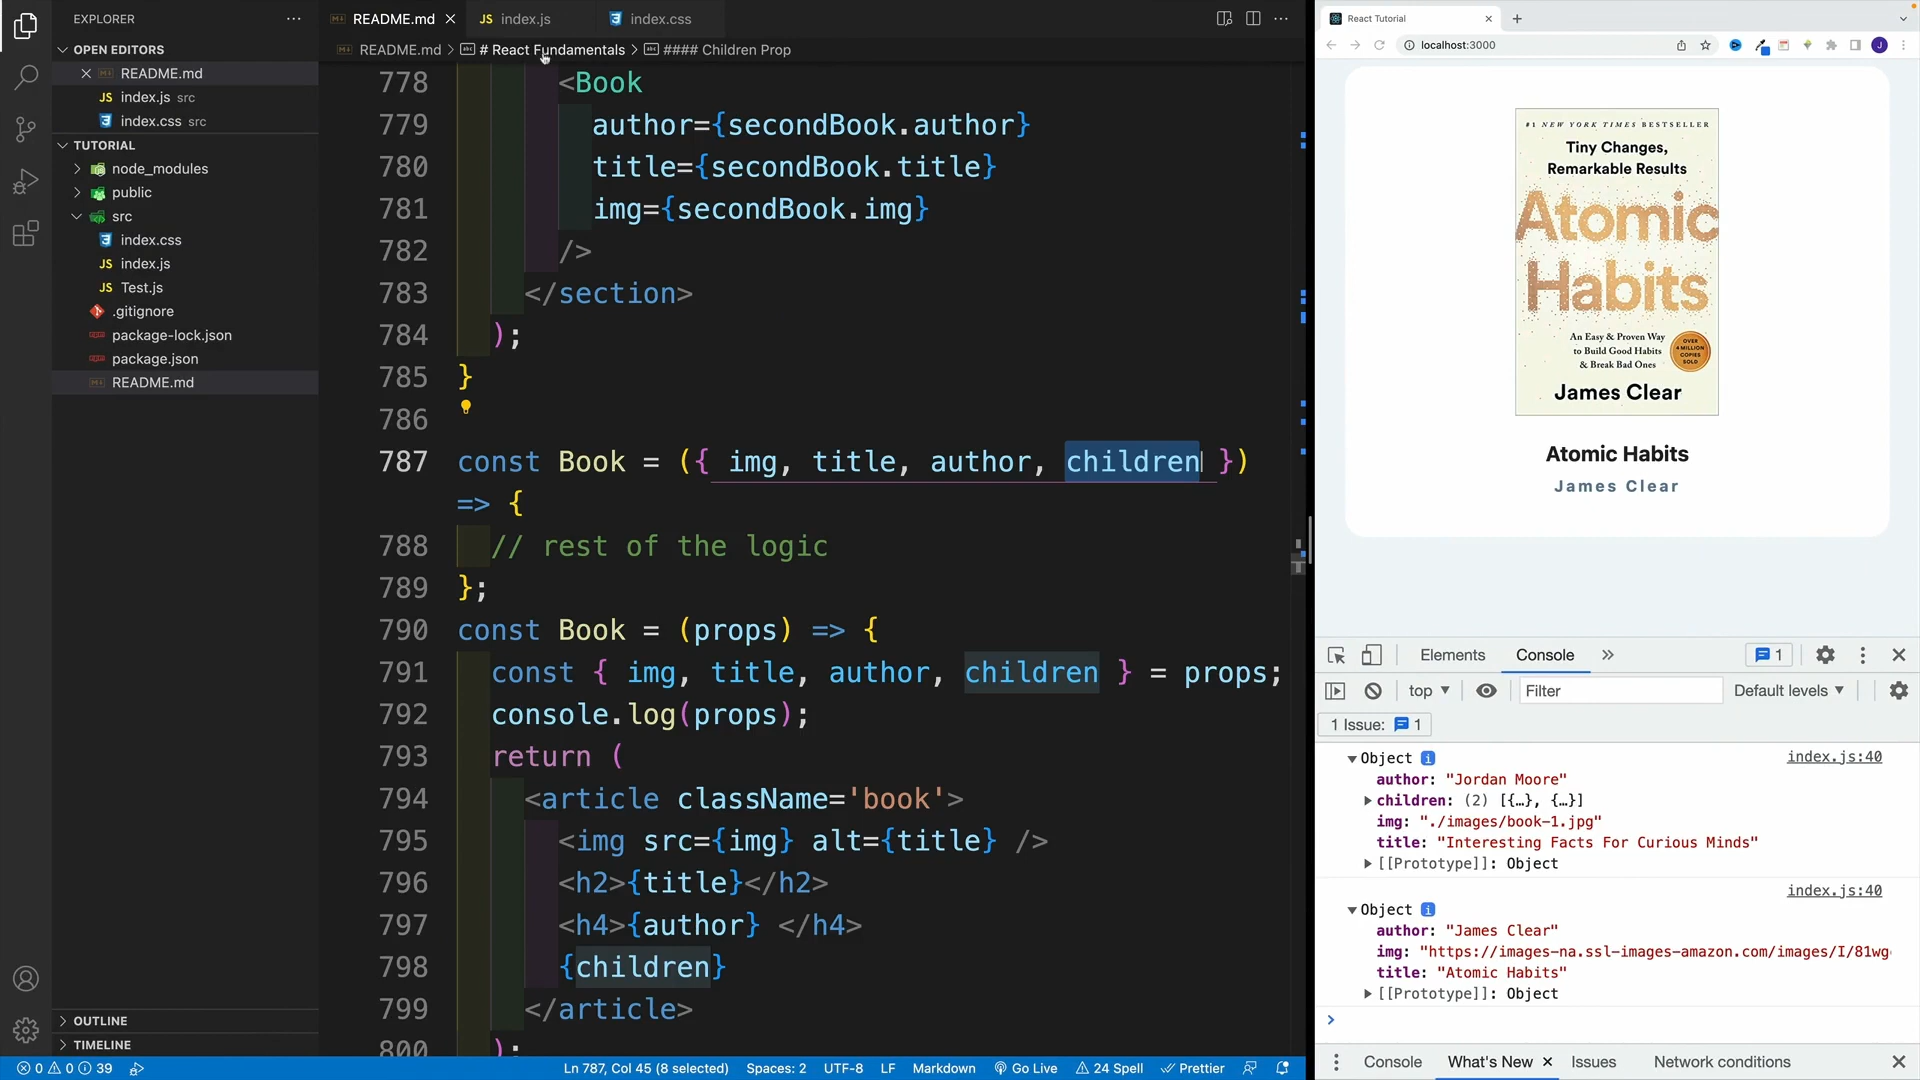 EXPLORER
OPEN EDITORS
README.md
index.js src
index.css src
TUTORIAL
node_modules
public
src
index.css
index.js
Test.js
.gitignore
package-lock.json
package.json
README.md
OUTLINE
TIMELINE
README.md
JS index.js
index.css
README.md > # React Fundamentals > #### Children Prop
778 <Book
779 author={secondBook.author}
780 title={secondBook.title}
781 img={secondBook.img}
782 />
783 </section>
784 );
785 }
786
787 const Book = ({ img, title, author, children })
=> {
788 // rest of the logic
789 };
790 const Book = (props) => {
791 const { img, title, author, children } = props;
792 console.log(props);
793 return (
794 <article className='book'>
795 <img src={img} alt={title} />
796 <h2>{title}</h2>
797 <h4>{author} </h4>
798 {children}
799 </article>
800 );
0 0 39
Ln 787, Col 45 (8 selected) Spaces: 2 UTF-8 LF Markdown Go Live 24 Spell Prettier
React Tutorial
localhost:3000
J
#1 NEW YORK TIMES BESTSELLER
Tiny Changes,
Remarkable Results
Atomic
Habits
An Easy & Proven Way
to Build Good Habits
& Break Bad Ones
OVER
4 MILLION
COPIES
SOLD
James Clear
Atomic Habits
James Clear
Elements Console 1
top Filter Default levels
1 Issue: 1
Object index.js:40
author: "Jordan Moore"
children: (2) [{…}, {…}]
img: "./images/book-1.jpg"
title: "Interesting Facts For Curious Minds"
[[Prototype]]: Object
index.js:40
Object
author: "James Clear"
img: "https://images-na.ssl-images-amazon.com/images/I/81wg
title: "Atomic Habits"
[[Prototype]]: Object
Console What's New Issues Network conditions